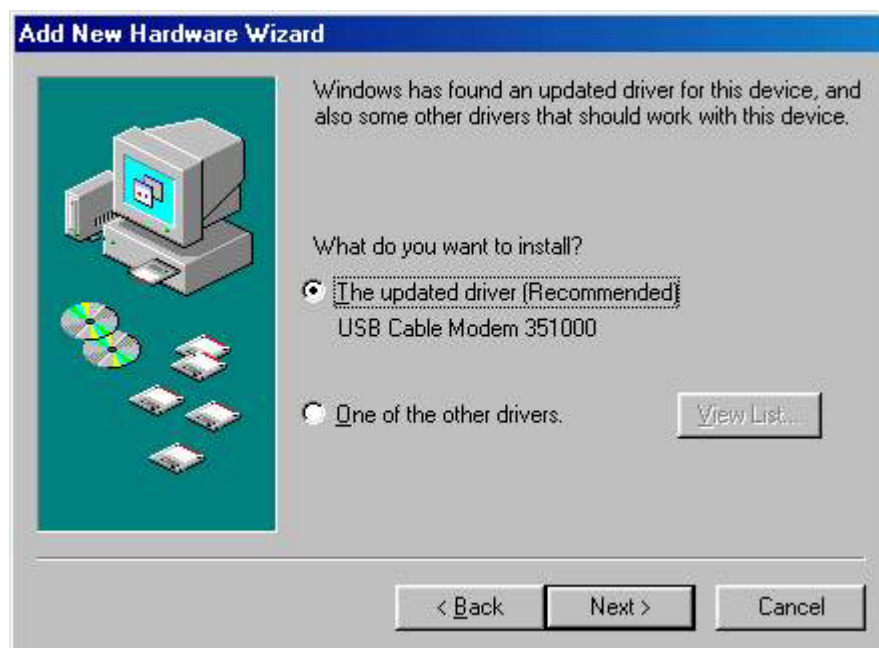 Add New Hardware Wizard
Windows has found an updated driver for this device, and
also some other drivers that should work with this device.
What do you want to install?
The updated driver (Recommended)
USB Cable Modem 351000
One of the other drivers.
View List...
< Back
Next >
Cancel